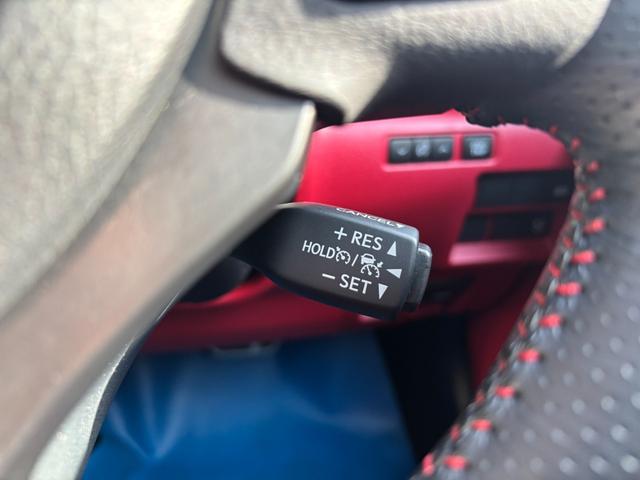 CANCEL
+ RES ▲
HOLD / ◀
− SET ▼